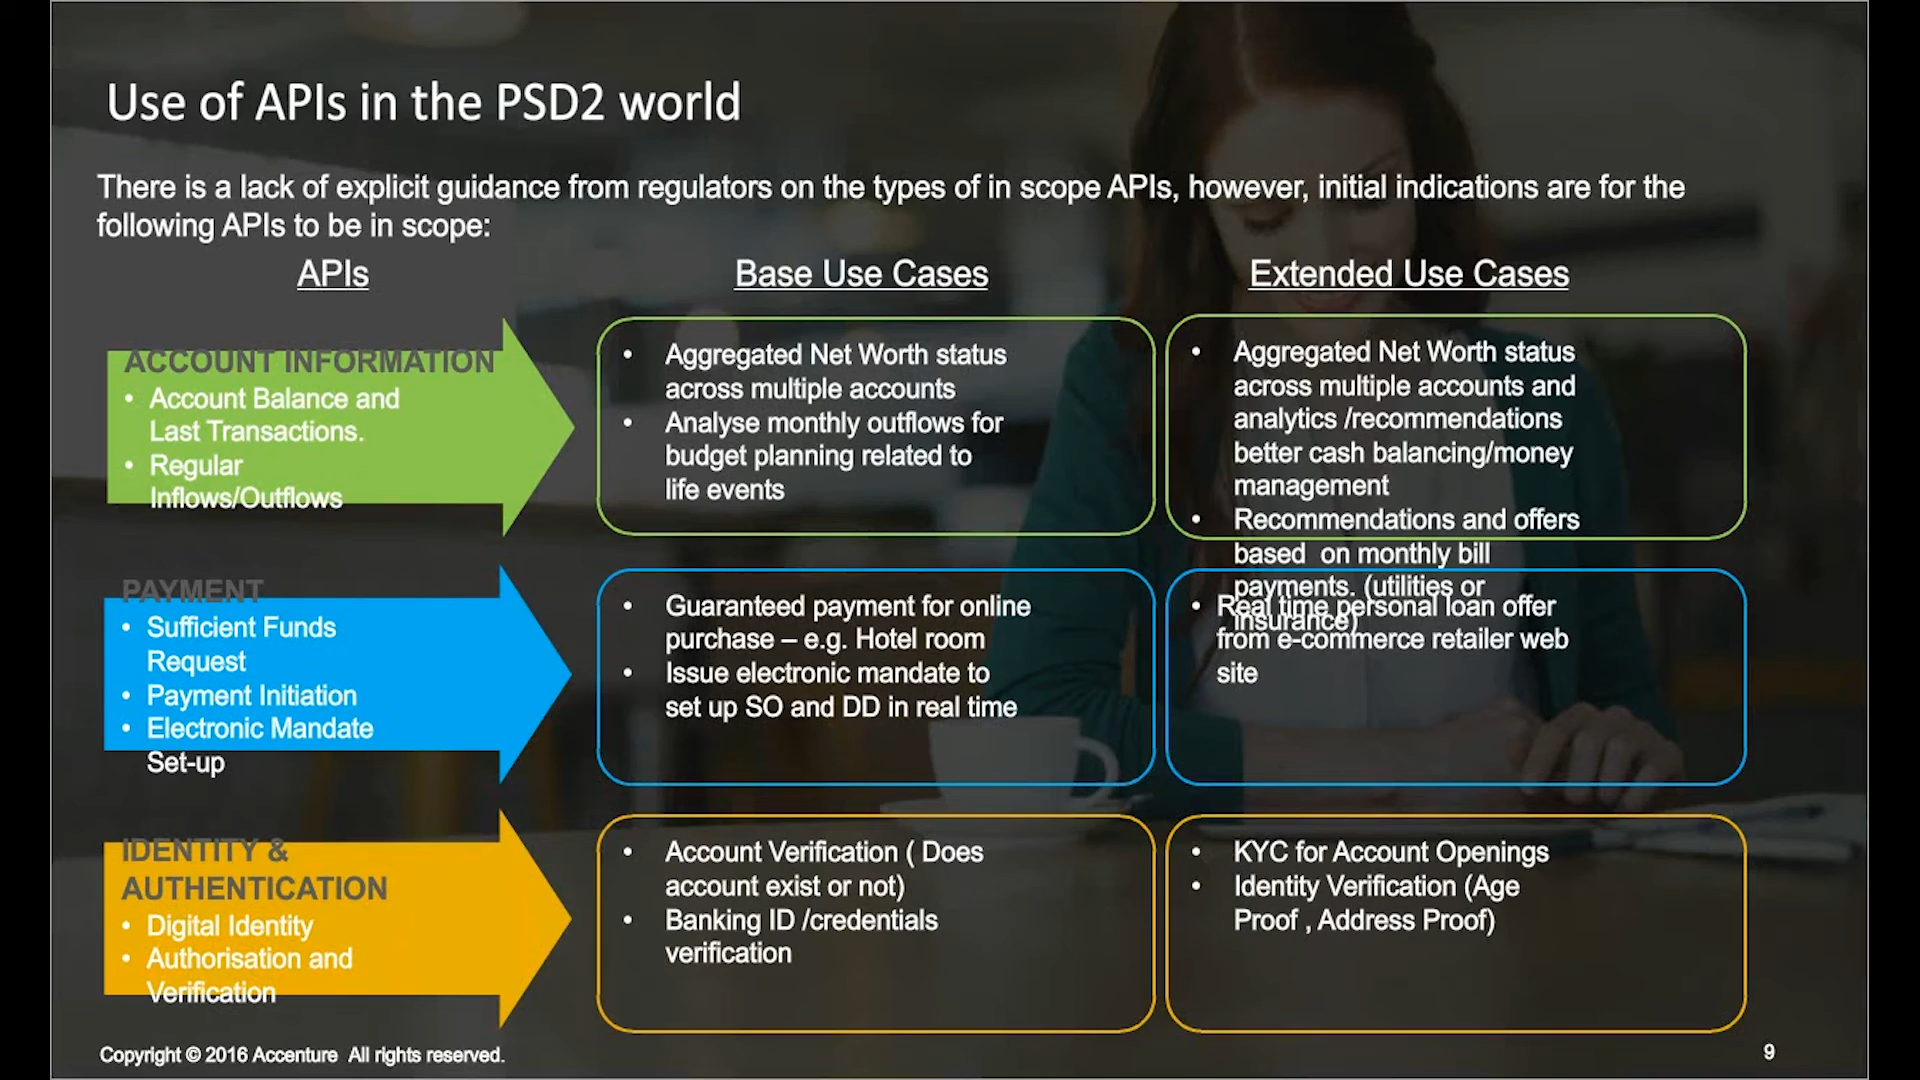 Use of APIs in the PSD2 world
There is a lack of explicit guidance from regulators on the types of in scope APIs, however, initial indications are for the
following APIs to be in scope:
APIs
Base Use Cases
Extended Use Cases
ACCOUNT INFORMATION
• Account Balance and
Last Transactions.
• Regular
Inflows/Outflows
• Aggregated Net Worth status
across multiple accounts
• Analyse monthly outflows for
budget planning related to
life events
• Aggregated Net Worth status
across multiple accounts and
analytics /recommendations
better cash balancing/money
management
• Recommendations and offers
based on monthly bill
payments. (utilities or
insurance)
PAYMENT
• Sufficient Funds
Request
• Payment Initiation
• Electronic Mandate
Set-up
• Guaranteed payment for online
purchase – e.g. Hotel room
• Issue electronic mandate to
set up SO and DD in real time
• Real time personal loan offer
from e-commerce retailer web
site
IDENTITY &
AUTHENTICATION
• Digital Identity
• Authorisation and
Verification
• Account Verification ( Does
account exist or not)
• Banking ID /credentials
verification
• KYC for Account Openings
• Identity Verification (Age
Proof , Address Proof)
Copyright © 2016 Accenture All rights reserved.
9